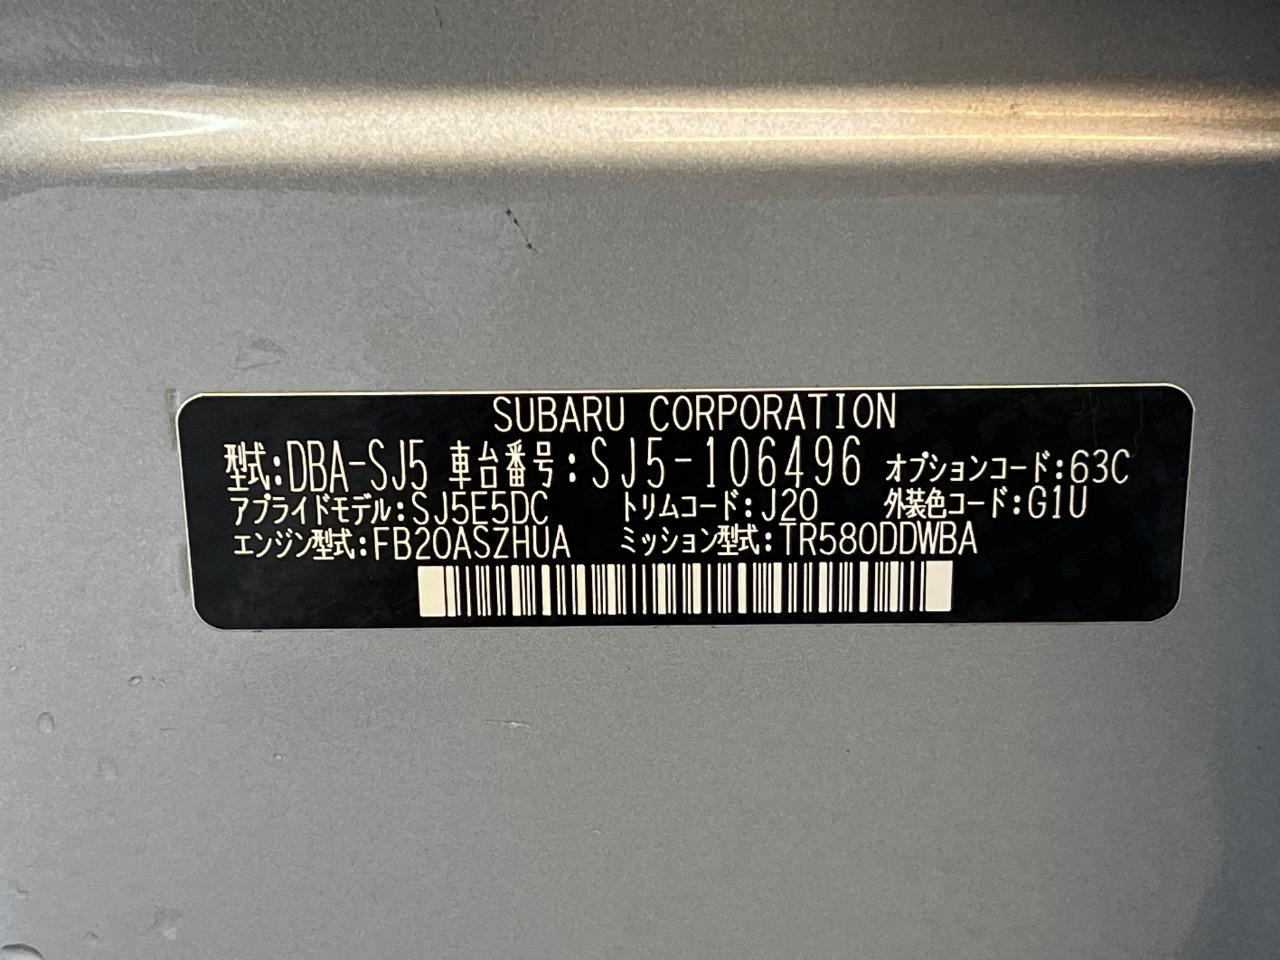 SUBARU CORPORATION
型式:DBA-SJ5 車台番号:SJ5-106496 オプションコード:63C
アプライドモデル:SJ5E5DC トリムコード:J20 外装色コード:G1U
エンジン型式:FB20ASZHUA ミッション型式:TR580DDWBA